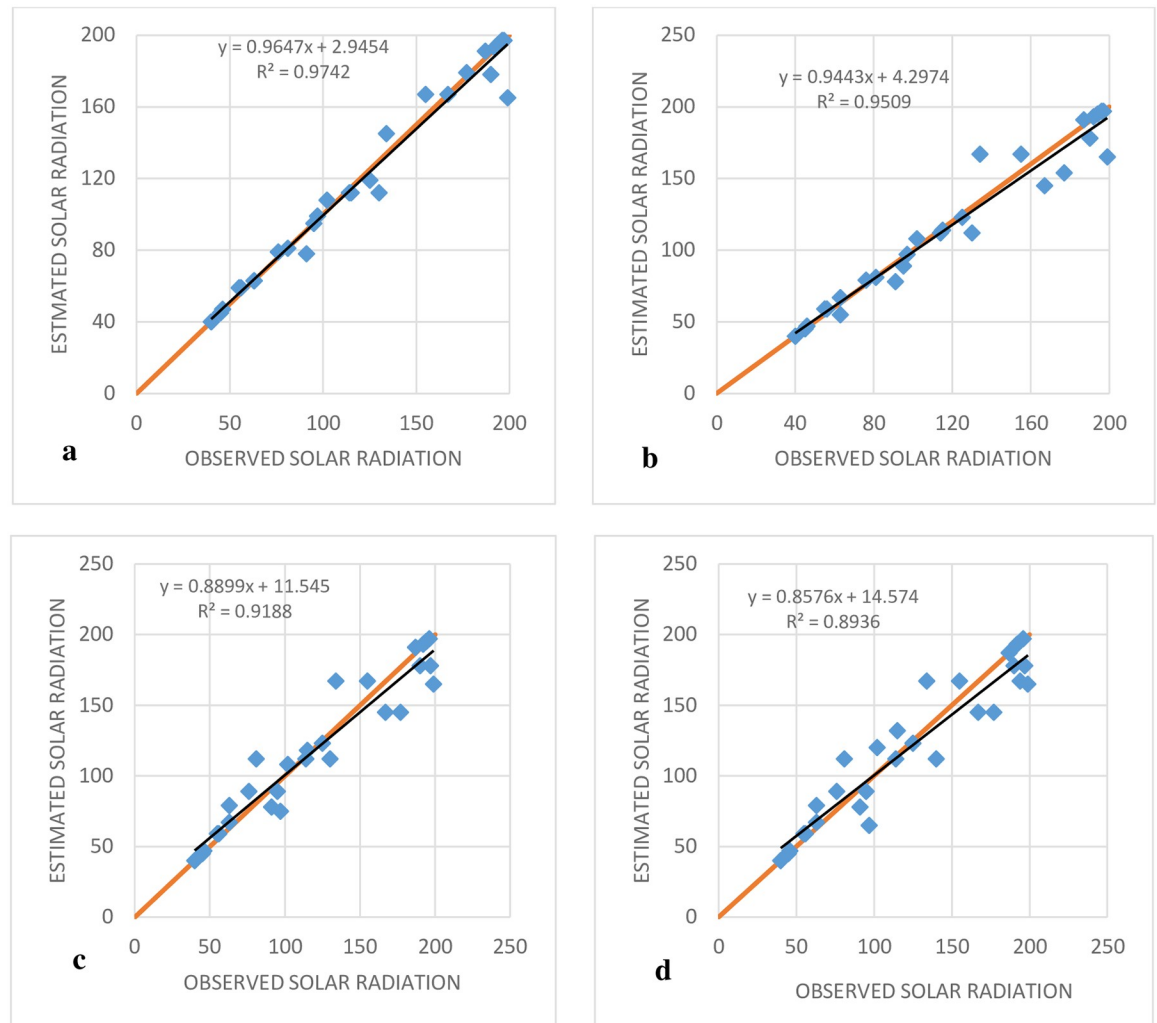 y = 0.9647x + 2.9454
R² = 0.9742
ESTMATED SOLAR RADIATION
200
160
120
80
40
0
0 50 100 150 200
OBSERVED SOLAR RADIATION
a
y = 0.9443x + 4.2974
R² = 0.9509
ESTIMATED SOLAR RADIATION
250
200
150
100
50
0
0 40 80 120 160 200
OBSERVED SOLAR RADIATION
b
y = 0.8899x + 11.545
R² = 0.9188
ESTIMATED SOLAR RADIATION
250
200
150
100
50
0
0 50 100 150 200 250
OBSERVED SOLAR RADIATION
c
y = 0.8576x + 14.574
R² = 0.8936
ESTIMATED SOLAR RADIATION
250
200
150
100
50
0
0 50 100 150 200 250
OBSERVED SOLAR RADIATION
d